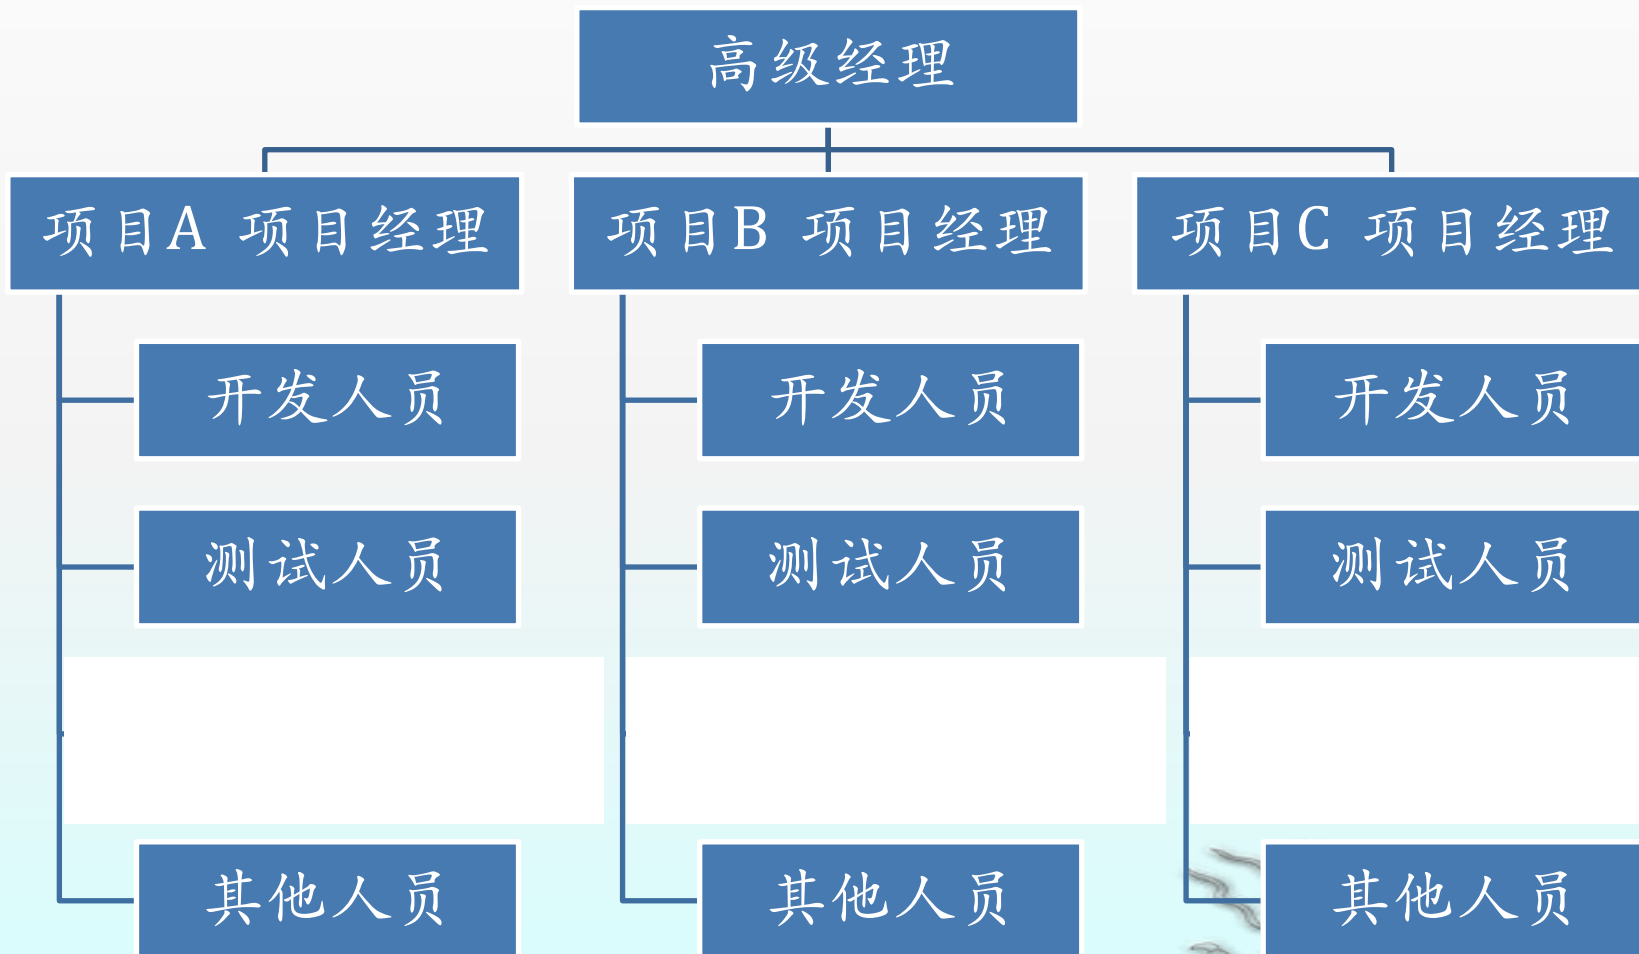 高级经理
项目A 项目经理
项目B 项目经理
项目C 项目经理
开发人员
开发人员
开发人员
测试人员
测试人员
测试人员
其他人员
其他人员
其他人员